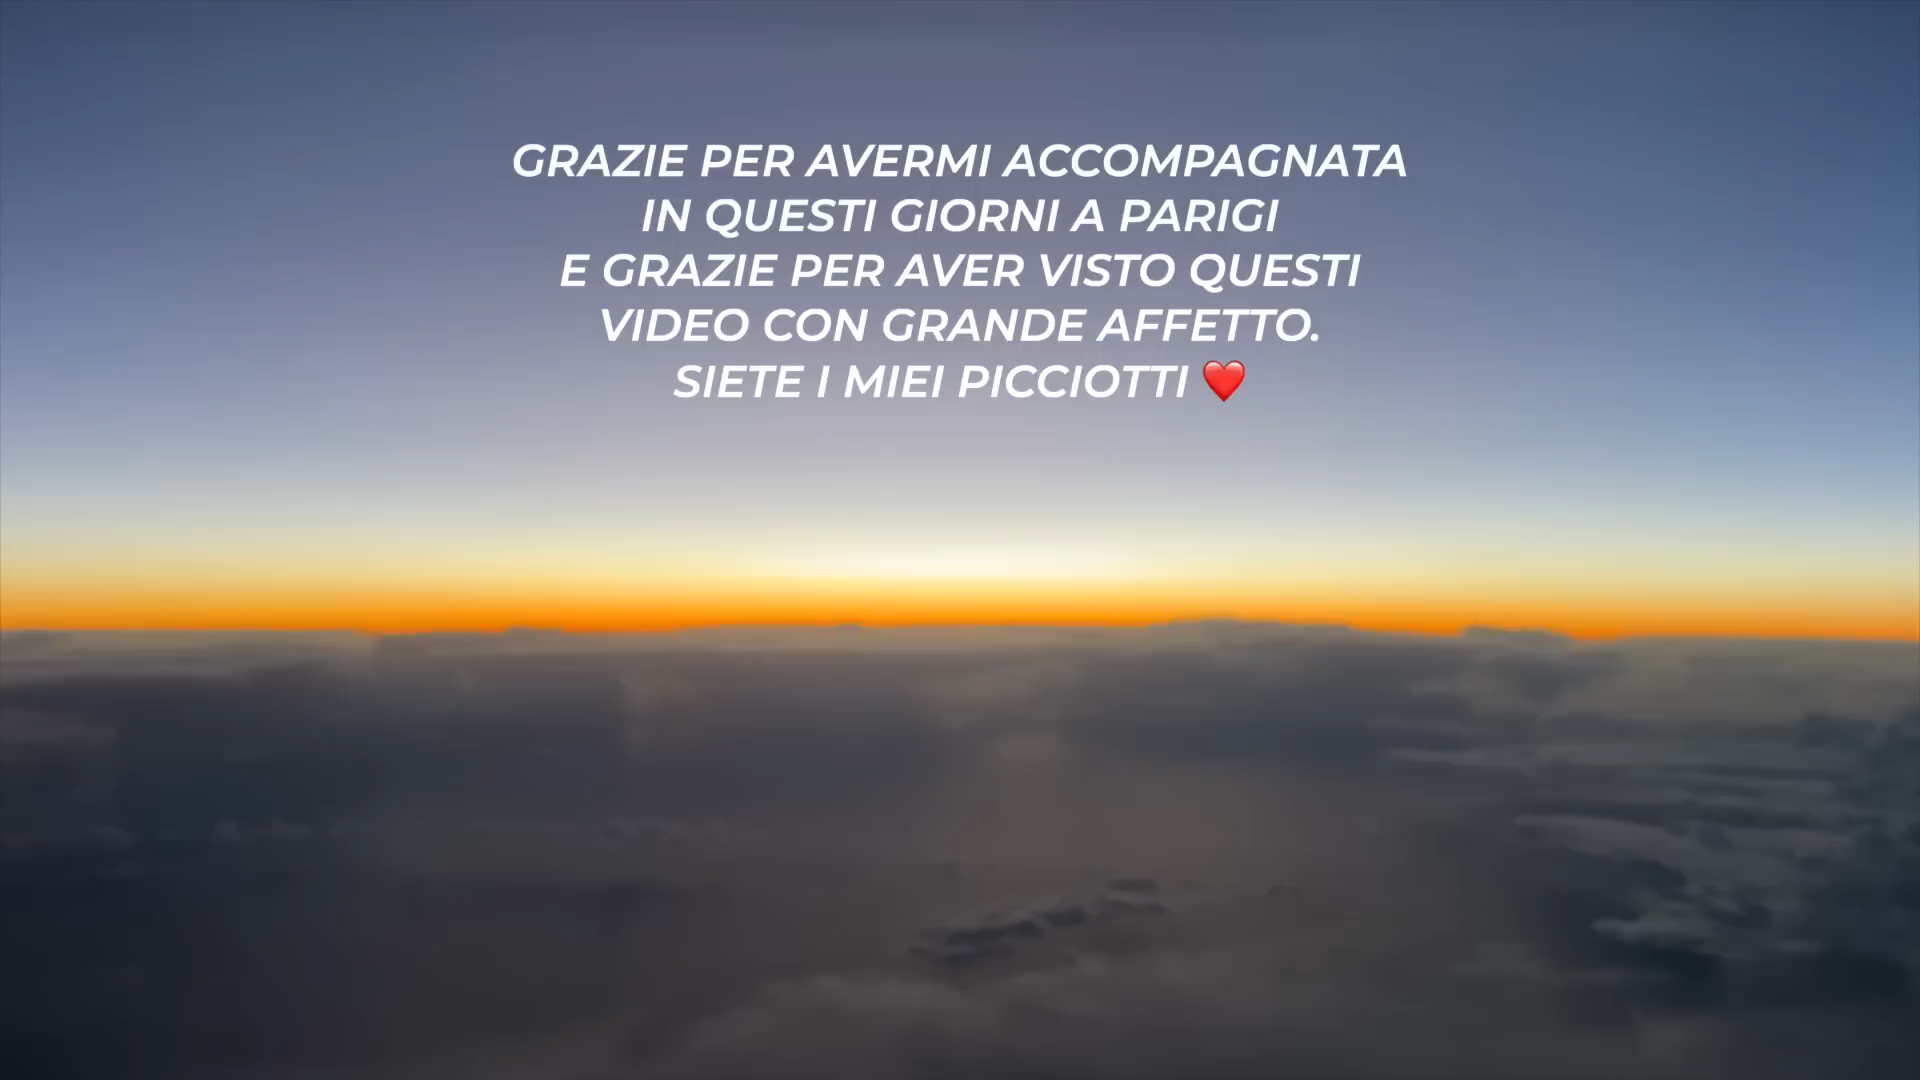 GRAZIE PER AVERMI ACCOMPAGNATA
IN QUESTI GIORNI A PARIGI
E GRAZIE PER AVER VISTO QUESTI
VIDEO CON GRANDE AFFETTO.
SIETE I MIEI PICCIOTTI ❤️